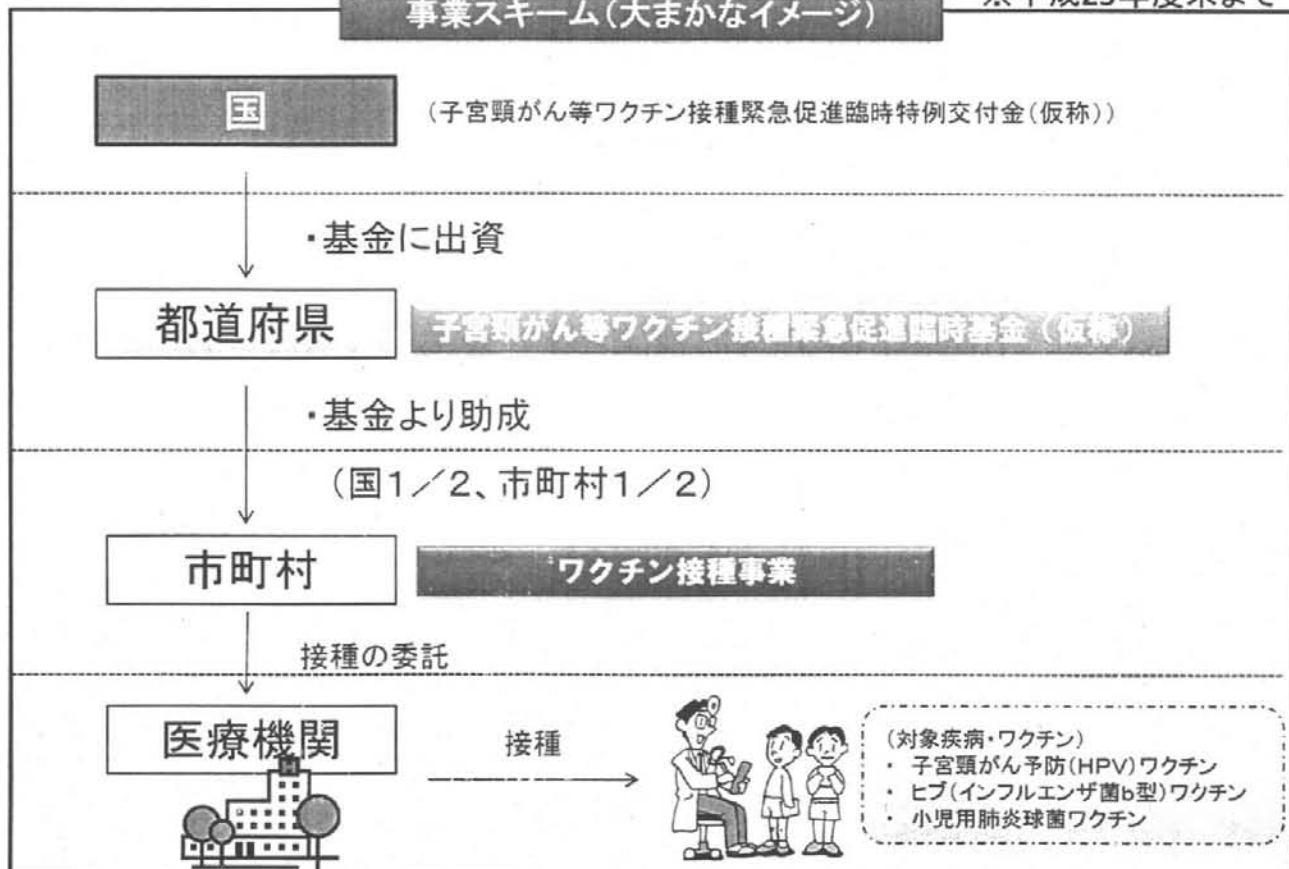 事業スキーム(大まかなイメージ)
国
(子宮頸がん等ワクチン接種緊急促進臨時特例交付金(仮称))
・基金に出資
都道府県
子宮頸がん等ワクチン接種緊急促進臨時基金(仮称)
・基金より助成
(国1/2、市町村1/2)
市町村
ワクチン接種事業
接種の委託
医療機関
接種
(対象疾病・ワクチン)
・ 子宮頸がん予防(HPV)ワクチン
・ ヒブ(インフルエンザ菌b型)ワクチン
・ 小児用肺炎球菌ワクチン